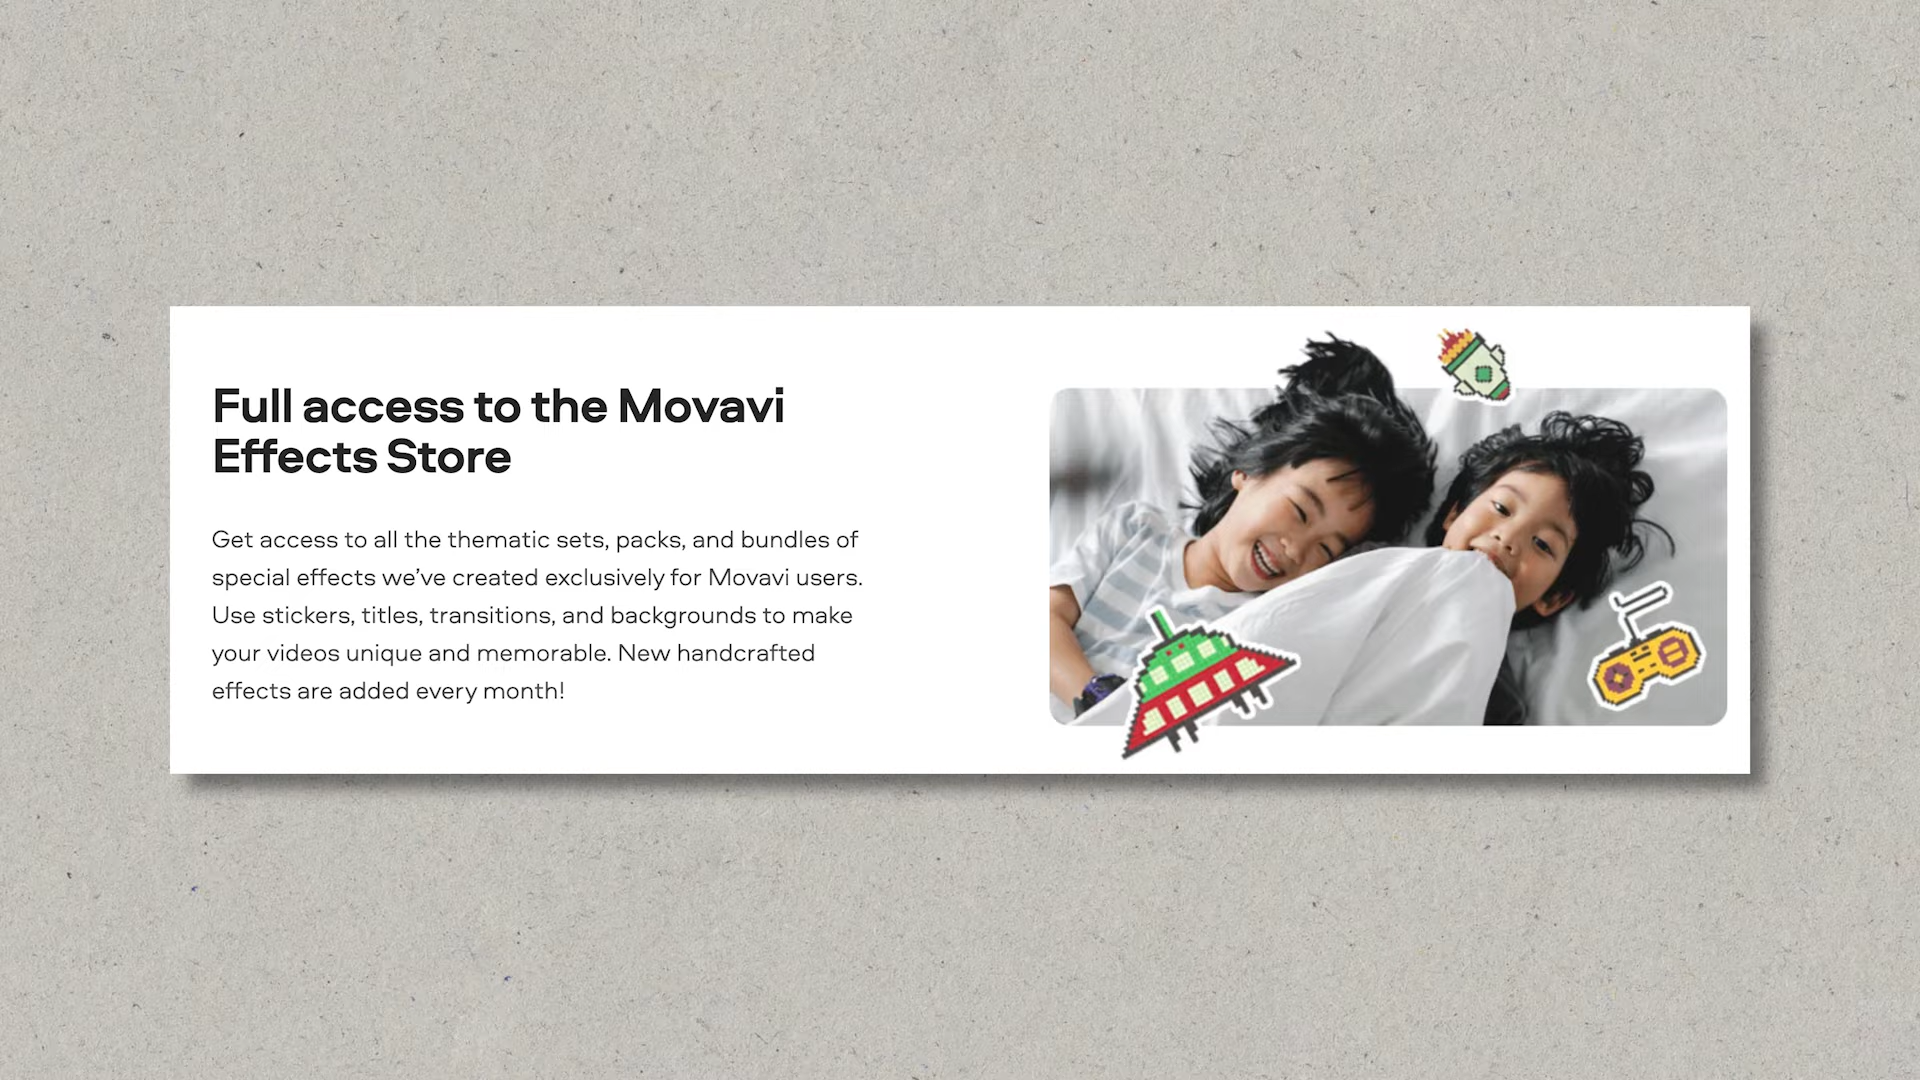 Full access to the Movavi
Effects Store
Get access to all the thematic sets, packs, and bundles of
special effects we’ve created exclusively for Movavi users.
Use stickers, titles, transitions, and backgrounds to make
your videos unique and memorable. New handcrafted
effects are added every month!